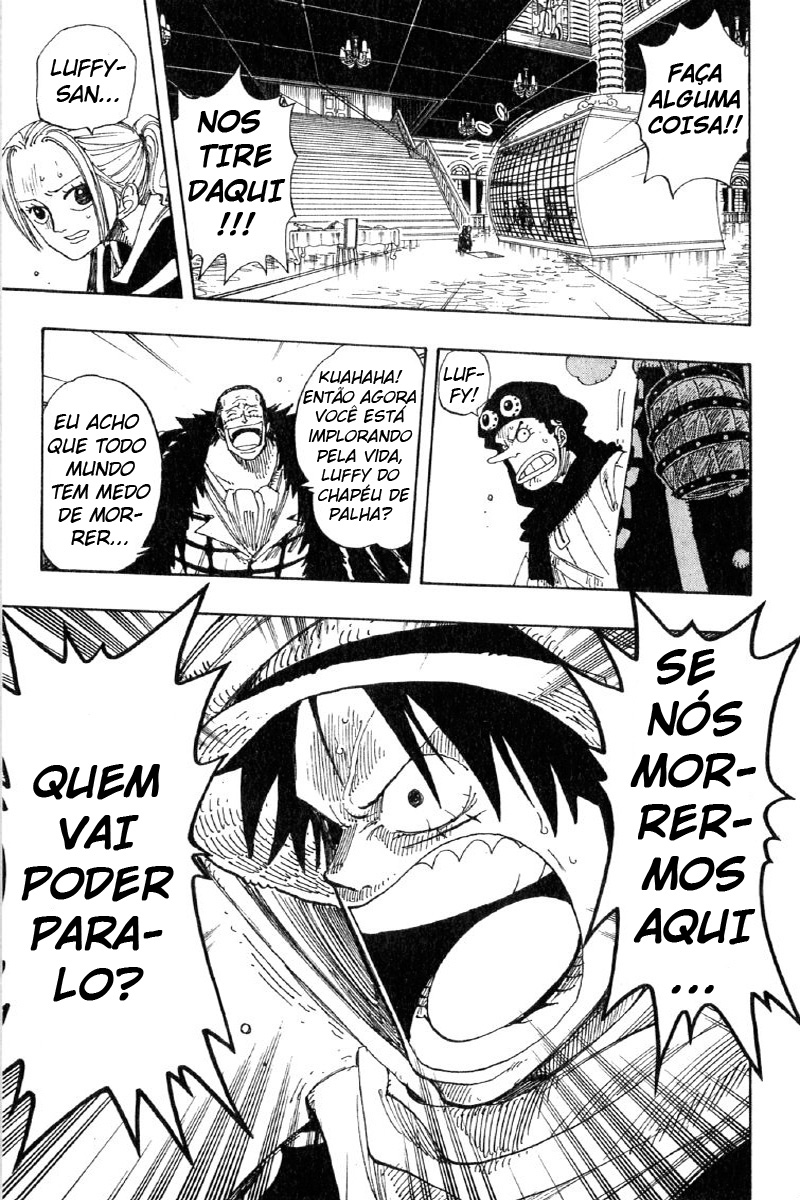 FAÇA
ALGUMA
COISA!!
NOS
TIRE
DAQUI
!!!
LUFFY-
SAN...
LUF-
FY!
KUAHAHA!
ENTÃO AGORA
VOCÊ ESTÁ
IMPLORANDO
PELA VIDA,
LUFFY DO
CHAPÉU DE
PALHA?
EU ACHO
QUE TODO
MUNDO
TEM MEDO
DE MOR-
RER...
SE
NÓS
MOR-
RER-
MOS
AQUI
...
QUEM
VAI
PODER
PARA-
LO?